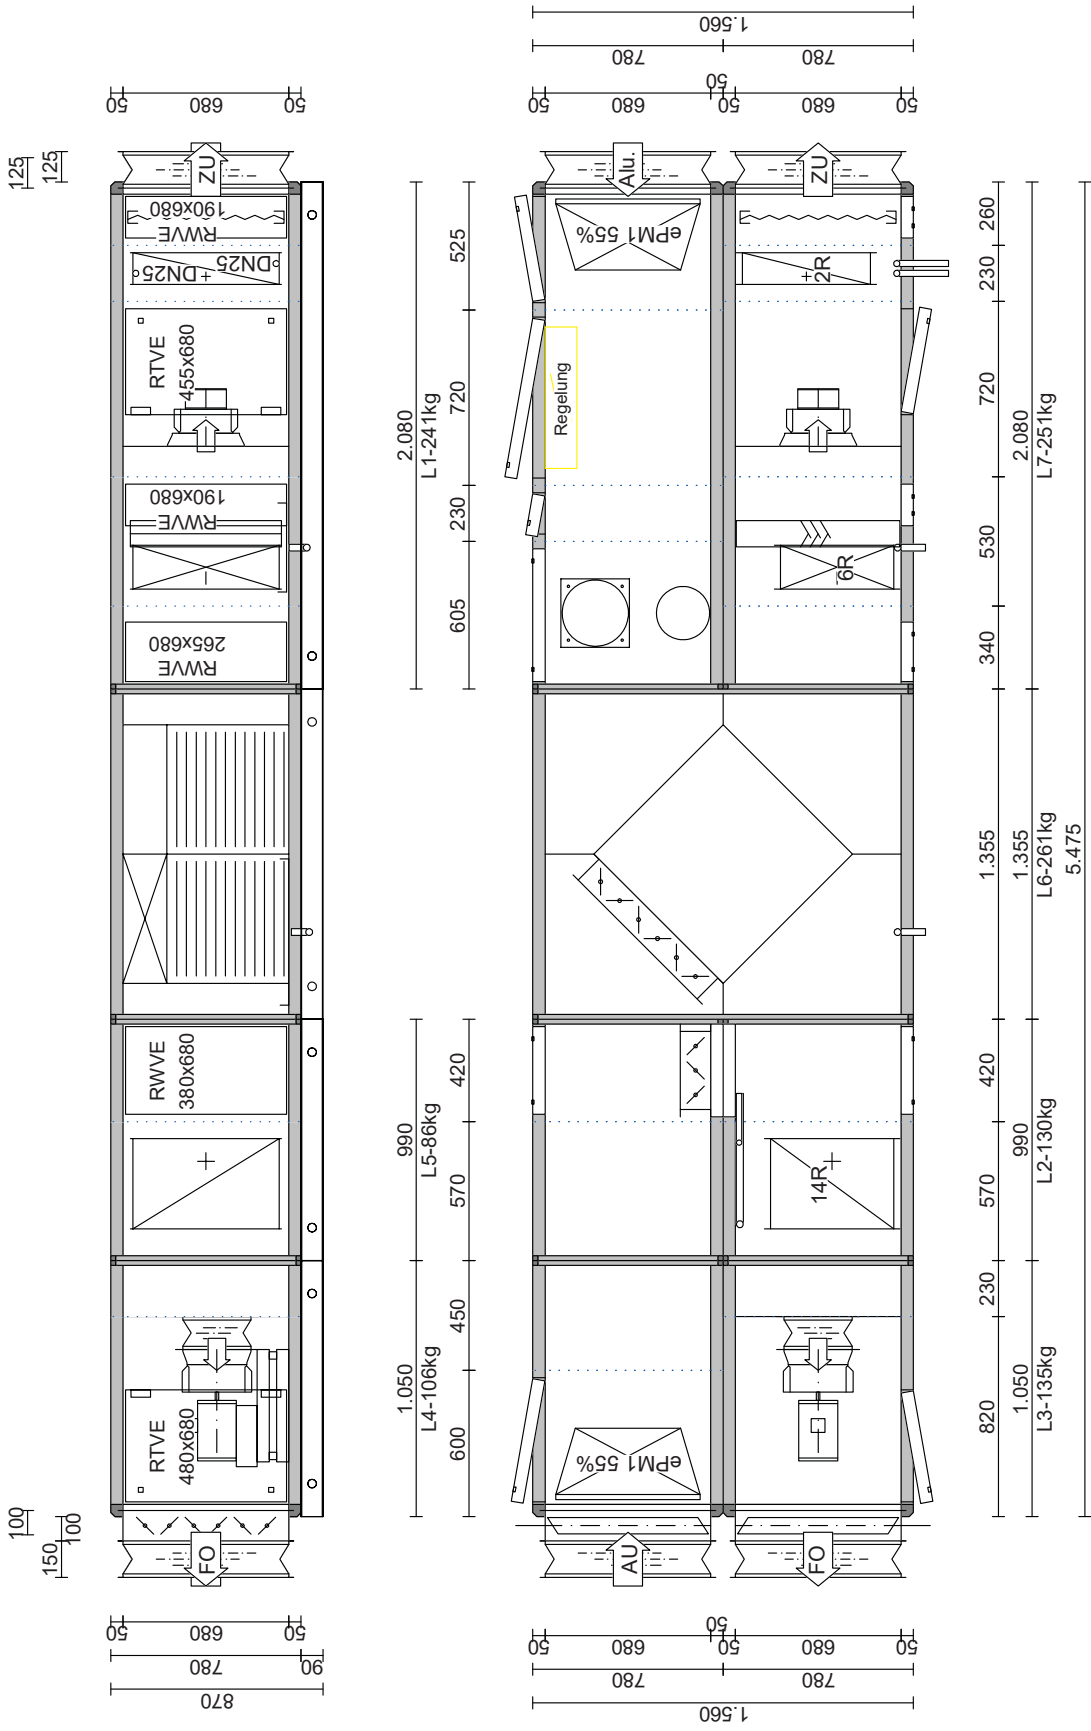 125
125
50
680
50
ZU
RWVE
190x680
DN25
DN25
RTVE
455x680
RWVE
190x680
RWVE
265x680
RWVE
380x680
RTVE
480x680
FO
100
100
150
50
680
50
780
90
870
2.080
L1-241kg
525
720
230
605
990
L5-86kg
420
570
1.050
L4-106kg
450
600
1.560
780
780
50
680
50
50
680
50
Alu.
ePM1 55%
Regelung
ePM1 55%
AU
ZU
2R
6R
14R
FO
50
680
50
50
680
50
780
780
1.560
260
230
720
530
340
1.355
420
570
230
820
2.080
L7-251kg
1.355
L6-261kg
990
L2-130kg
1.050
L3-135kg
5.475